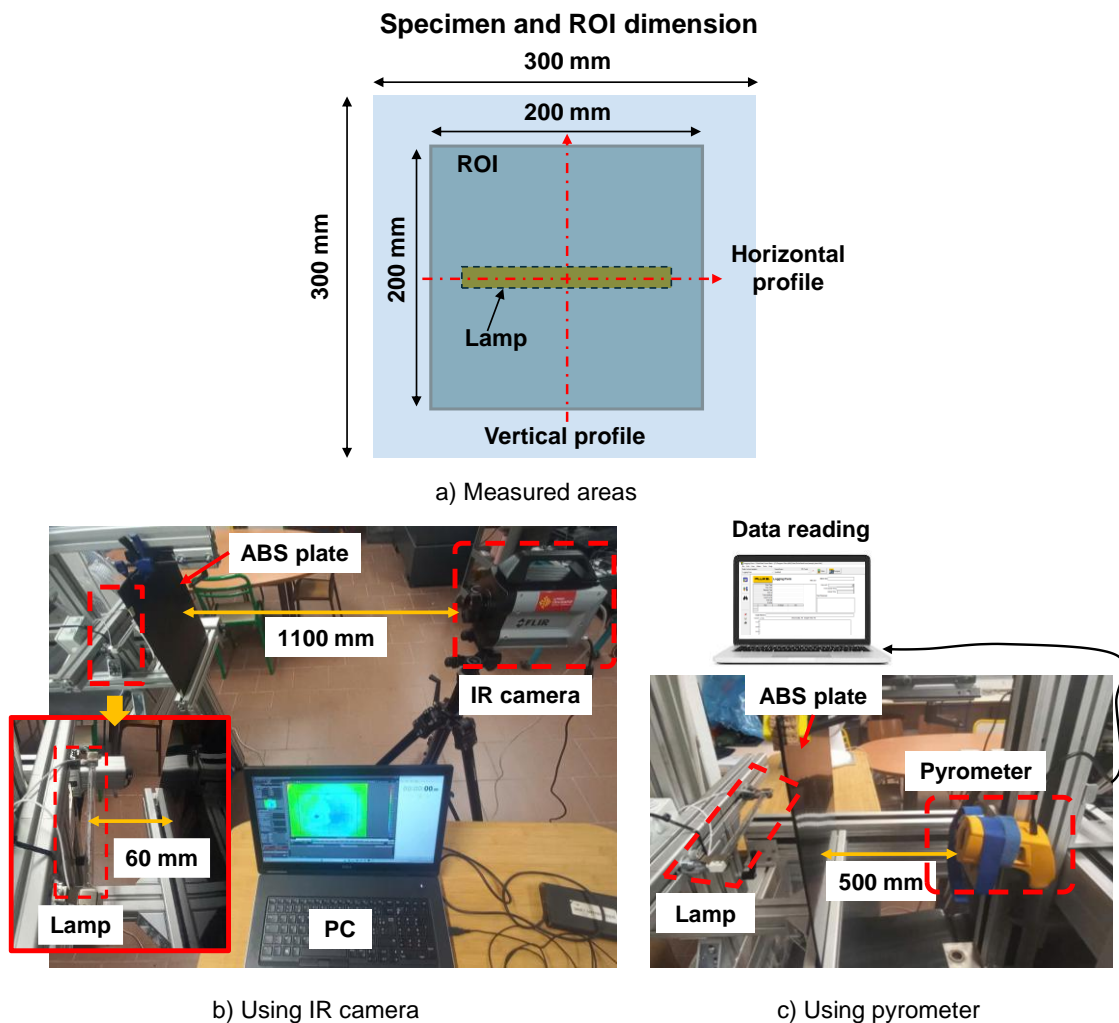 Specimen and ROI dimension
300 mm
200 mm
ROI
300 mm
200 mm
Horizontal
profile
Lamp
Vertical profile
a) Measured areas
ABS plate
1100 mm
FLIR
IR camera
60 mm
Lamp
PC
b) Using IR camera
Data reading
ABS plate
Pyrometer
500 mm
Lamp
c) Using pyrometer